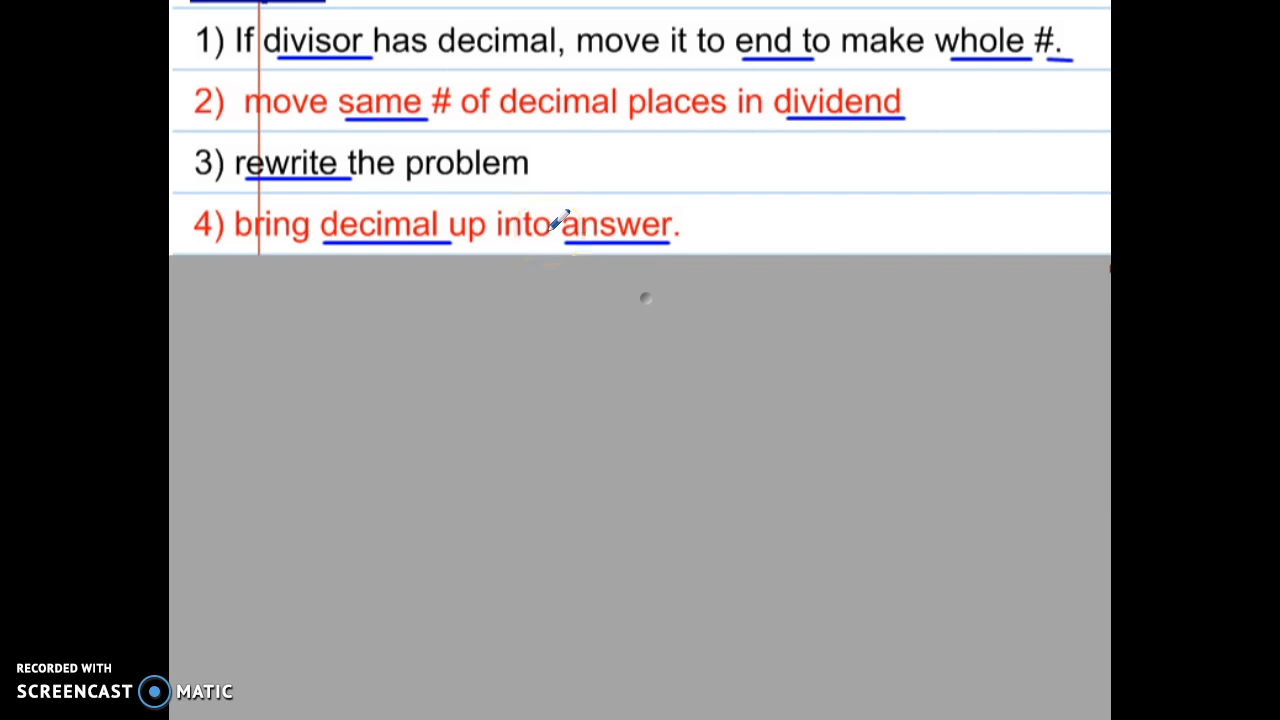 1) If divisor has decimal, move it to end to make whole #.
2) move same # of decimal places in dividend
3) rewrite the problem
4) bring decimal up into answer.
RECORDED WITH
SCREENCAST MATIC